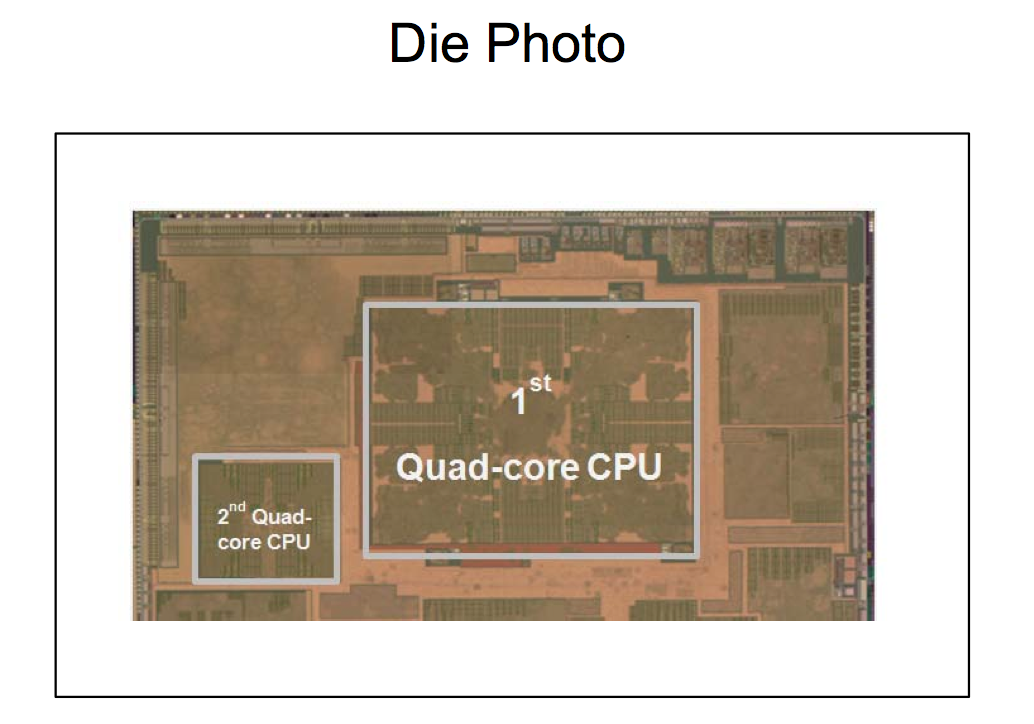 Die Photo
1st
Quad-core CPU
2nd Quad-
core CPU